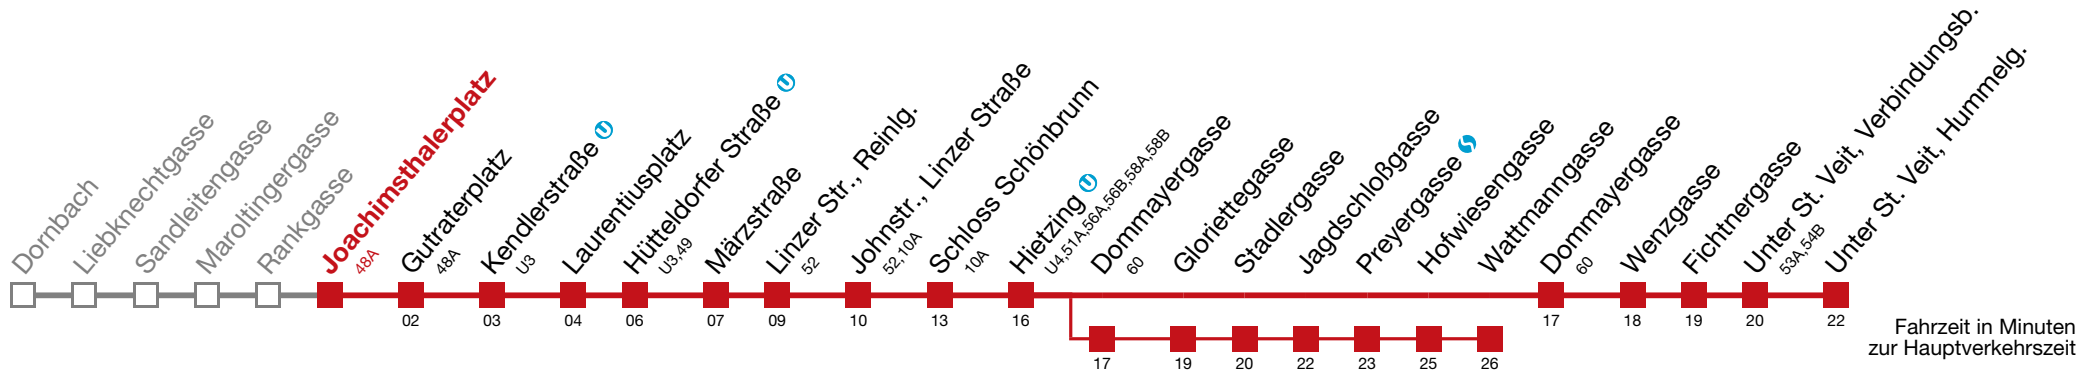 Dornbach
Liebknechtgasse
Sandleitengasse
Maroltingergasse
Rankgasse
Joachimsthalerplatz
48A
Gutraterplatz
48A
Kendlerstraße U
U3
Laurentiusplatz
Hütteldorfer Straße U
U3,49
Märzstraße
Linzer Str., Reinlg.
52
Johnstr., Linzer Straße
52,10A
Schloss Schönbrunn
10A
Hietzing U
U4,51A,56A,56B,58A,58B
Dommayergasse
60
Gloriettegasse
Stadlergasse
Jagdschloßgasse
Preyergasse
Hofwiesengasse
Wattmanngasse
Dommayergasse
60
Wenzgasse
Fichtnergasse
Unter St. Veit, Verbindungsb.
53A,54B
Unter St. Veit, Hummelg.
02 03 04 06 07 09 10 13 16 17 18 19 20 22
17 19 20 22 23 25 26
Fahrzeit in Minuten
zur Hauptverkehrszeit